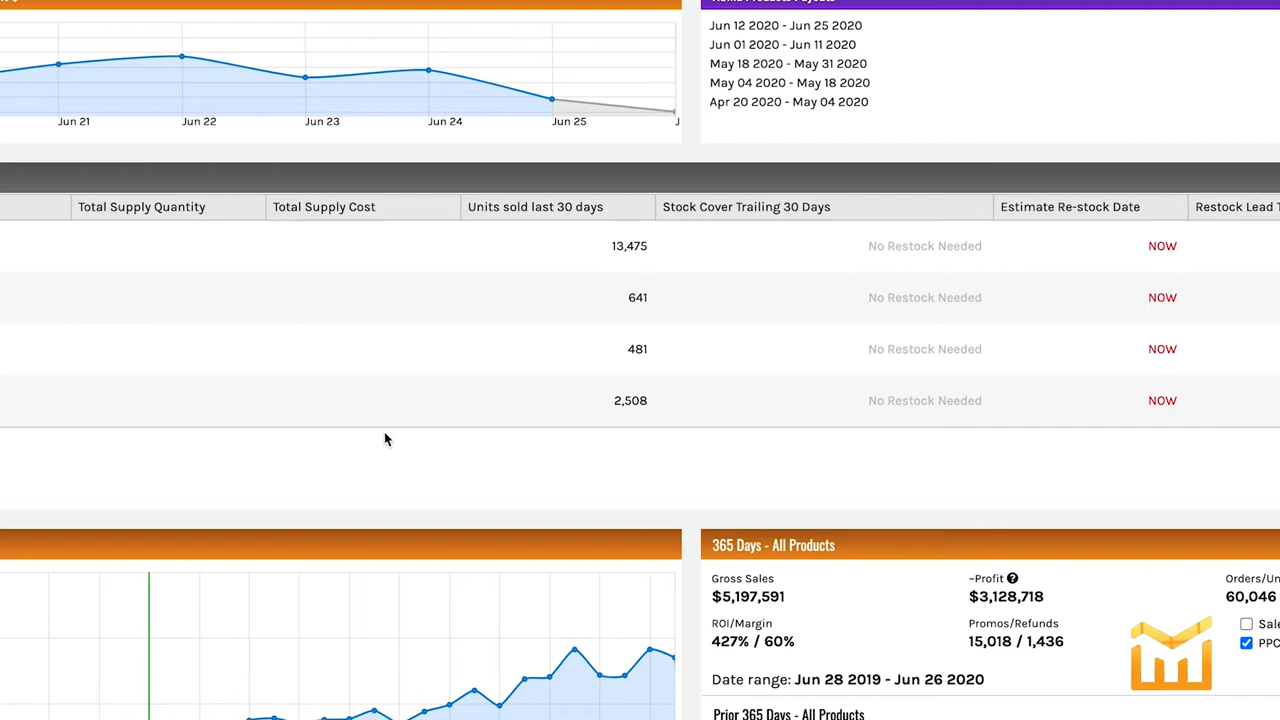 Jun 12 2020 - Jun 25 2020
Jun 01 2020 - Jun 11 2020
May 18 2020 - May 31 2020
May 04 2020 - May 18 2020
Apr 20 2020 - May 04 2020
Jun 21 Jun 22 Jun 23 Jun 24 Jun 25 J
Total Supply Quantity Total Supply Cost Units sold last 30 days Stock Cover Trailing 30 Days Estimate Re-stock Date Restock Lead T
13,475 No Restock Needed NOW
641 No Restock Needed NOW
481 No Restock Needed NOW
2,508 No Restock Needed NOW
365 Days - All Products
Gross Sales ~Profit ? Orders/Un
$5,197,591 $3,128,718 60,046
ROI/Margin Promos/Refunds Sale
427% / 60% 15,018 / 1,436 PPC
Date range: Jun 28 2019 - Jun 26 2020
Prior 365 Days - All Products